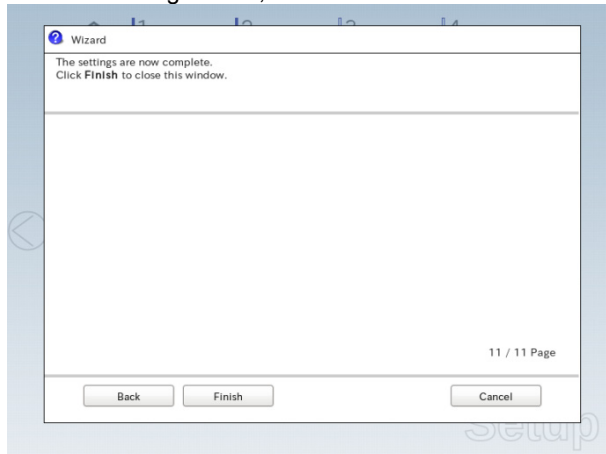 Wizard
The settings are now complete.
Click Finish to close this window.
11 / 11 Page
Back
Finish
Cancel
Setup